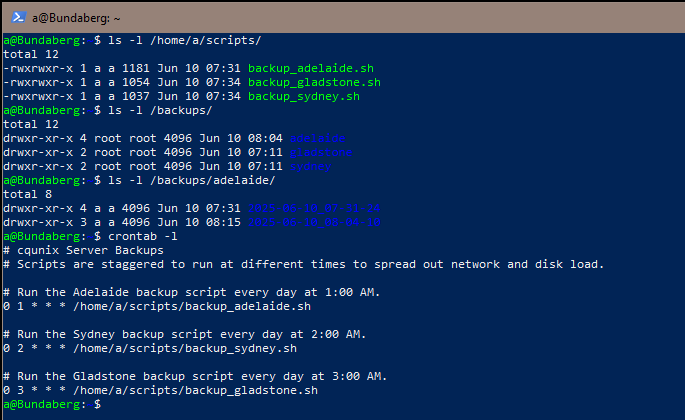 a@Bundaberg: ~
a@Bundaberg:~$ ls -l /home/a/scripts/
total 12
-rwxrwxr-x 1 a a 1181 Jun 10 07:31 backup_adelaide.sh
-rwxrwxr-x 1 a a 1054 Jun 10 07:34 backup_gladstone.sh
-rwxrwxr-x 1 a a 1037 Jun 10 07:34 backup_sydney.sh
a@Bundaberg:~$ ls -l /backups/
total 12
drwxr-xr-x 4 root root 4096 Jun 10 08:04 adelaide
drwxr-xr-x 2 root root 4096 Jun 10 07:11 gladstone
drwxr-xr-x 2 root root 4096 Jun 10 07:11 sydney
a@Bundaberg:~$ ls -l /backups/adelaide/
total 8
drwxr-xr-x 4 a a 4096 Jun 10 07:31
drwxr-xr-x 3 a a 4096 Jun 10 08:15
a@Bundaberg:~$ crontab -l
# cqunix Server Backups
# Scripts are staggered to run at different times to spread out network and disk load.
# Run the Adelaide backup script every day at 1:00 AM.
0 1 * * * /home/a/scripts/backup_adelaide.sh
# Run the Sydney backup script every day at 2:00 AM.
0 2 * * * /home/a/scripts/backup_sydney.sh
# Run the Gladstone backup script every day at 3:00 AM.
0 3 * * * /home/a/scripts/backup_gladstone.sh
a@Bundaberg:~$